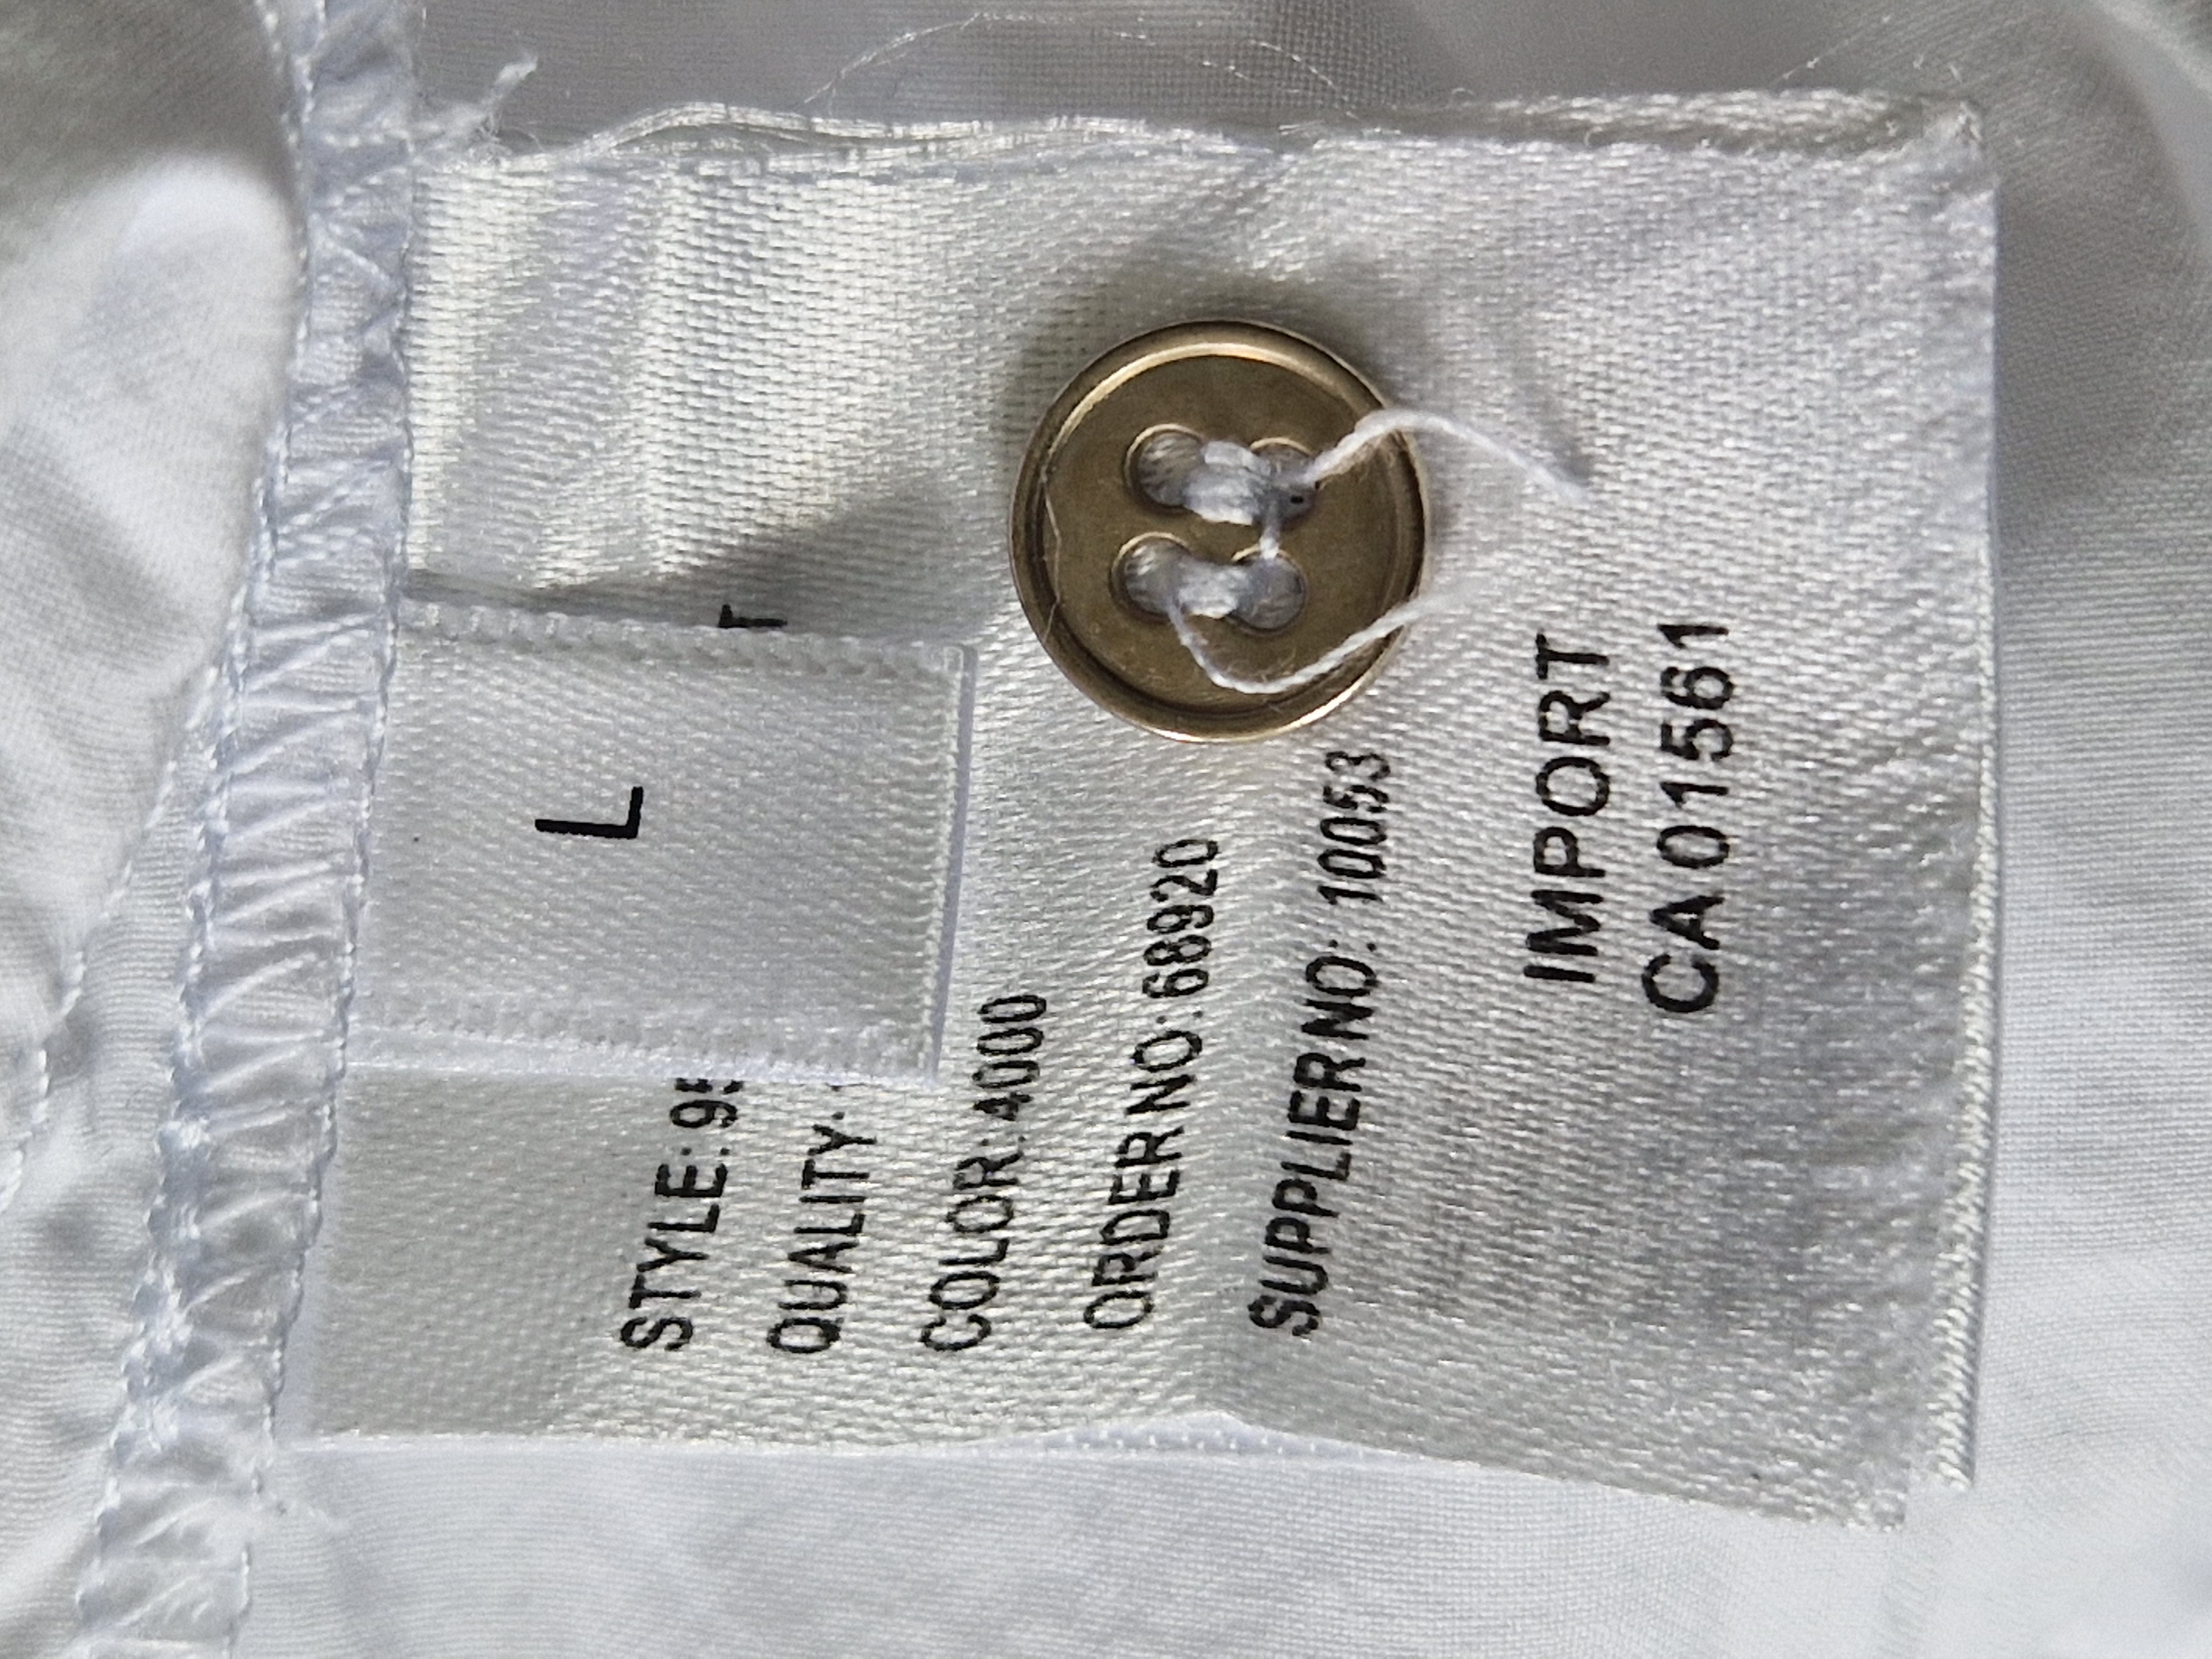 L
STYLE: 9
QUALITY:
COLOR: 4000
ORDER NO: 68920
SUPPLIER NO: 10053
IMPORT
CA 01561